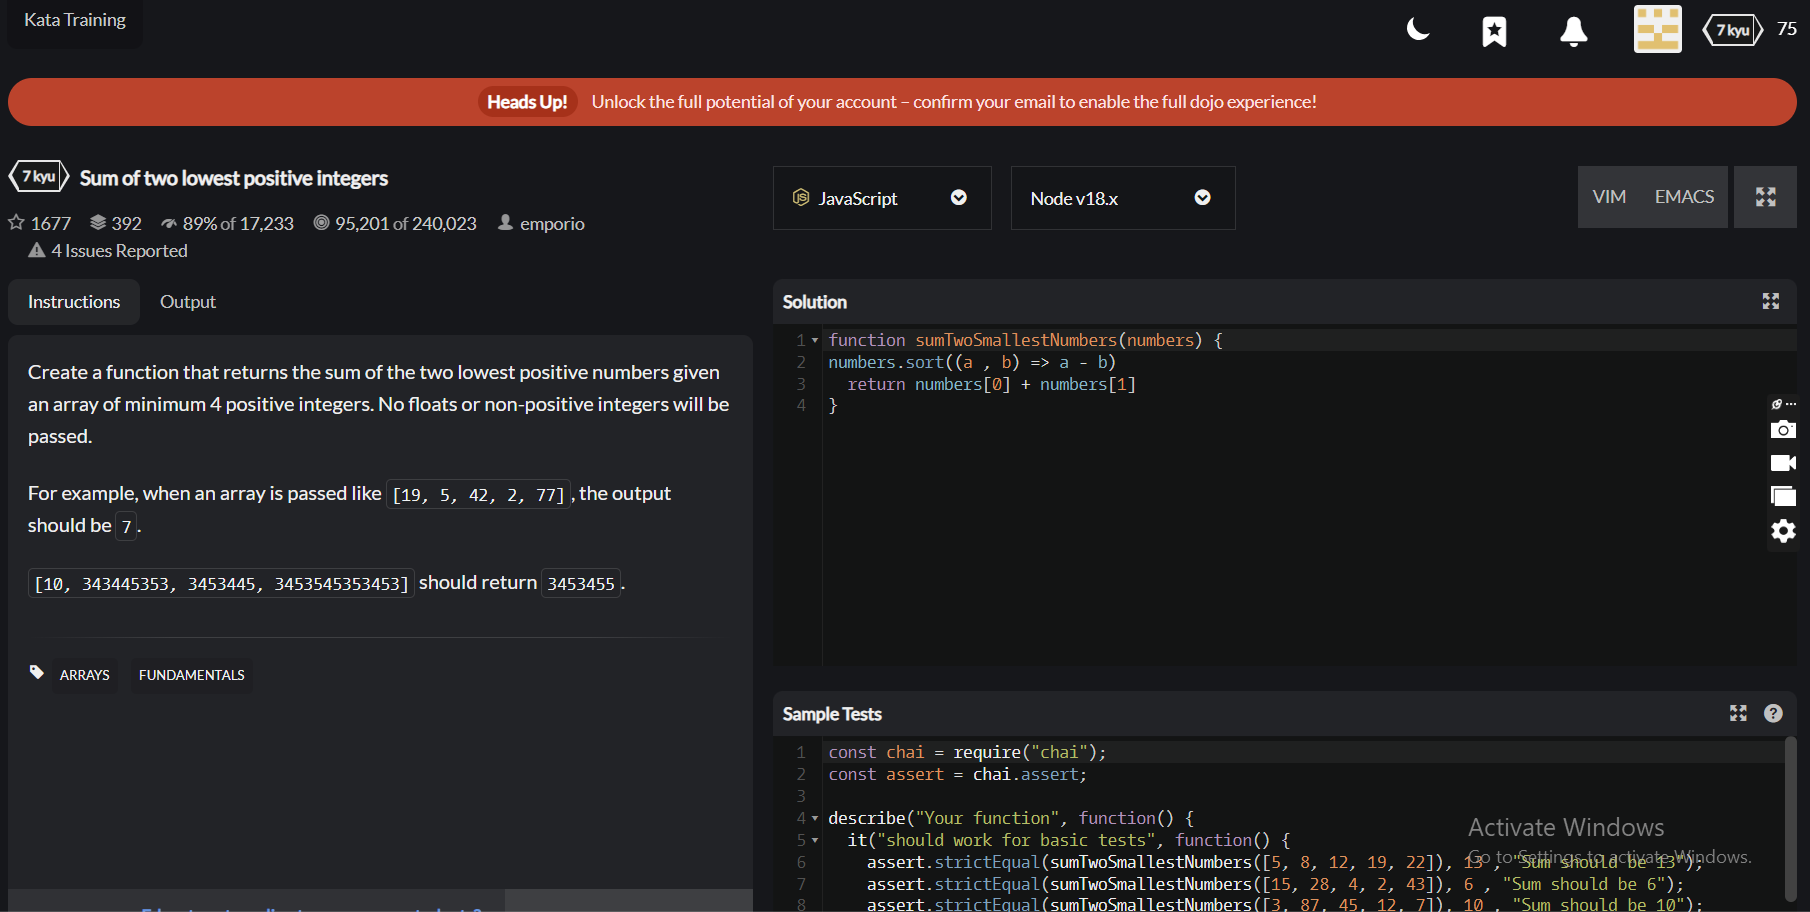 Kata Training
7 kyu 75
Heads Up! Unlock the full potential of your account – confirm your email to enable the full dojo experience!
7 kyu Sum of two lowest positive integers
1677 392 89% of 17,233 95,201 of 240,023 emporio
4 Issues Reported
Instructions Output
Create a function that returns the sum of the two lowest positive numbers given
an array of minimum 4 positive integers. No floats or non-positive integers will be
passed.
For example, when an array is passed like [19, 5, 42, 2, 77], the output
should be 7.
[10, 343445353, 3453445, 3453545353453] should return 3453455.
ARRAYS FUNDAMENTALS
JavaScript Node v18.x VIM EMACS
Solution
1 function sumTwoSmallestNumbers(numbers) {
2 numbers.sort((a , b) => a - b)
3 return numbers[0] + numbers[1]
4 }
Sample Tests
1 const chai = require("chai");
2 const assert = chai.assert;
3
4 describe("Your function", function() {
5 it("should work for basic tests", function() {
6 assert.strictEqual(sumTwoSmallestNumbers([5, 8, 12, 19, 22]), 13 , "Sum should be 13");
7 assert.strictEqual(sumTwoSmallestNumbers([15, 28, 4, 2, 43]), 6 , "Sum should be 6");
8 assert.strictEqual(sumTwoSmallestNumbers([3, 87, 45, 12, 7]), 10 , "Sum should be 10");
Activate Windows
Go to Settings to activate Windows.